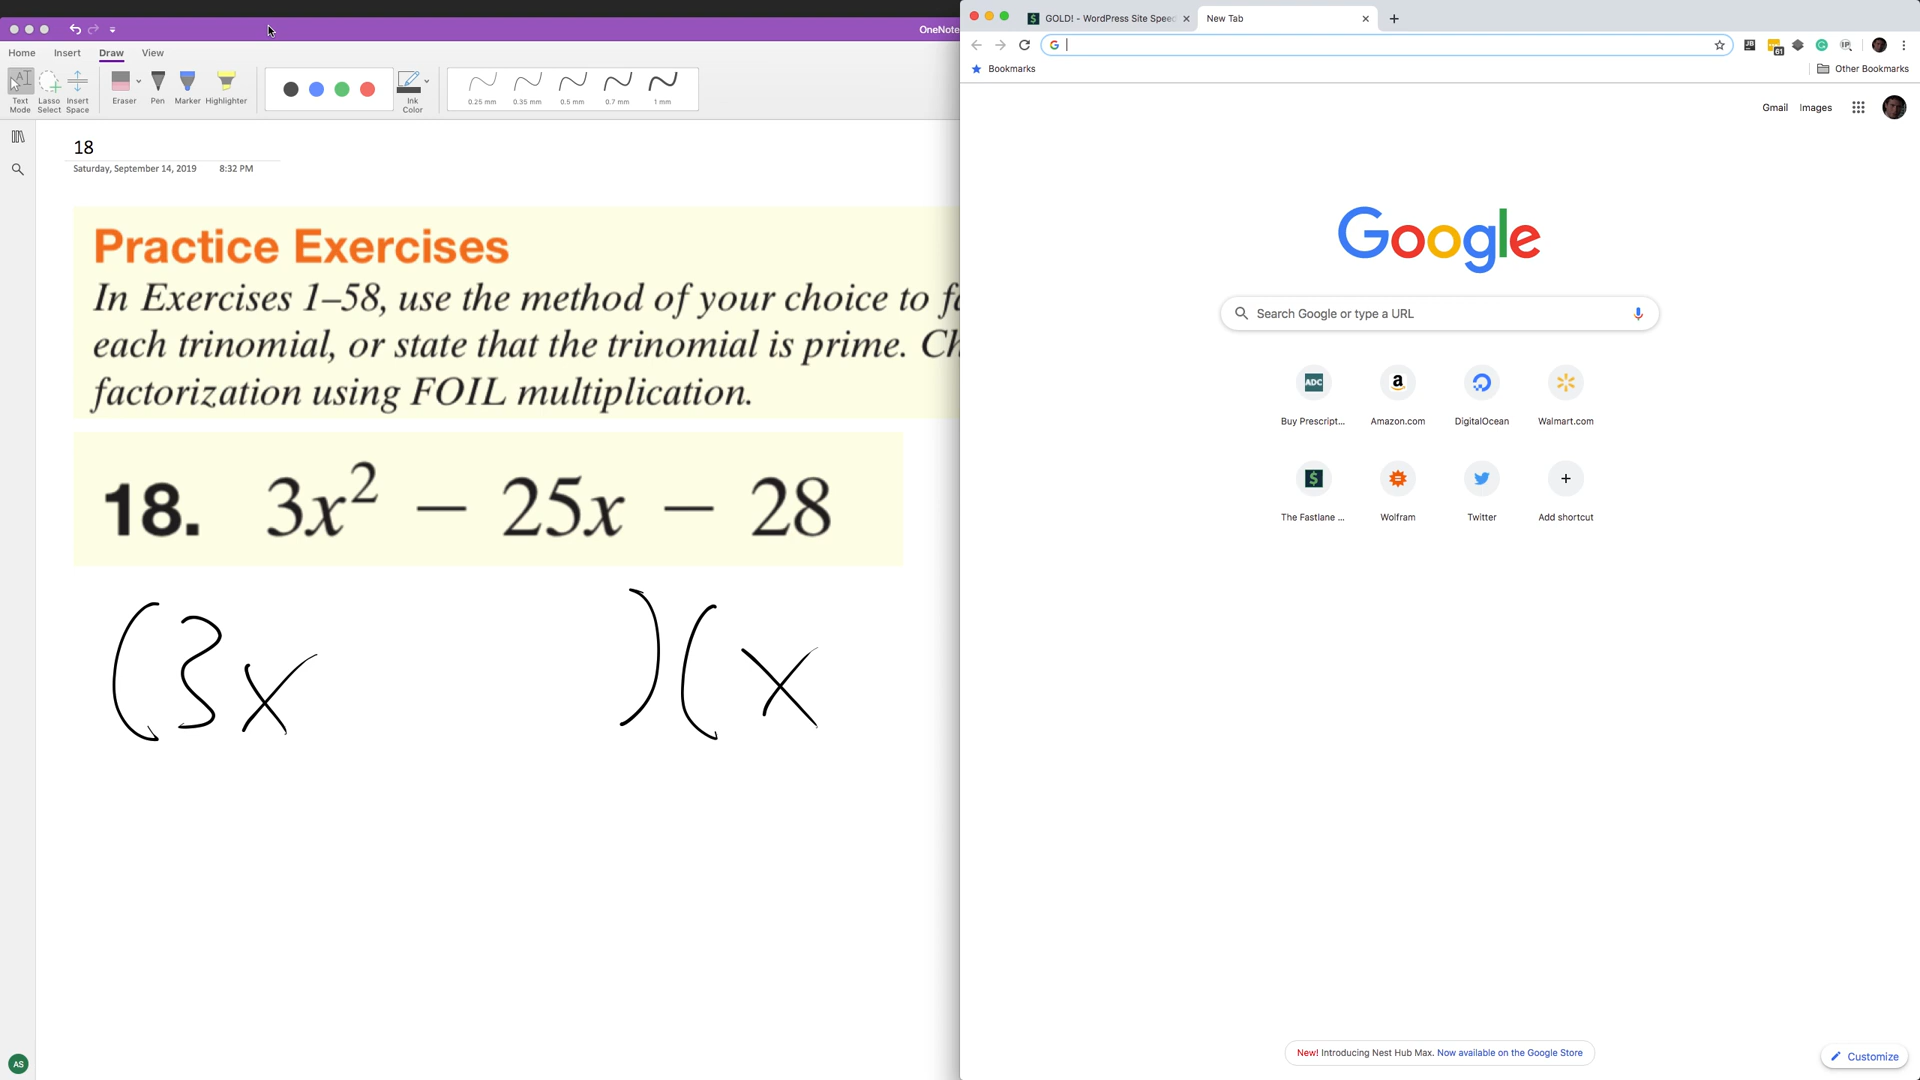 OneNote
Home Insert Draw View
Text Mode
Lasso Select
Insert Space
Eraser
Pen
Marker
Highlighter
Ink Color
0.25 mm
0.35 mm
0.5 mm
0.7 mm
1 mm
18
Saturday, September 14, 2019 8:32 PM
Practice Exercises
In Exercises 1–58, use the method of your choice to fa
each trinomial, or state that the trinomial is prime. Ch
factorization using FOIL multiplication.
18. 3x² − 25x − 28
(3x )(x
AS
GOLD! - WordPress Site Speed
New Tab
61
Bookmarks
Other Bookmarks
Gmail Images
Google
Search Google or type a URL
ADC
Buy Prescript...
Amazon.com
DigitalOcean
Walmart.com
The Fastlane ...
Wolfram
Twitter
Add shortcut
New! Introducing Nest Hub Max. Now available on the Google Store
Customize